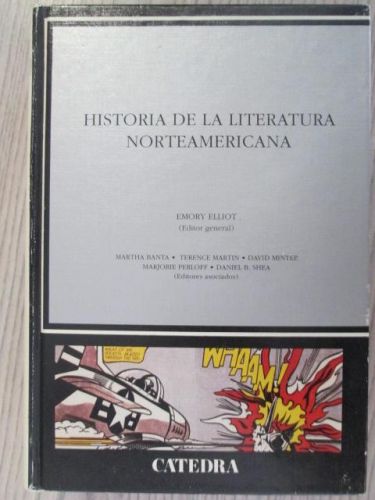 HISTORIA DE LA LITERATURA
NORTEAMERICANA
EMORY ELLIOT
(Editor general)
MARTHA BANTA • TERENCE MARTIN • DAVID MINTER
MARJORIE PERLOFF • DANIEL B. SHEA
(Editores asociados)
WHAAM!
CATEDRA